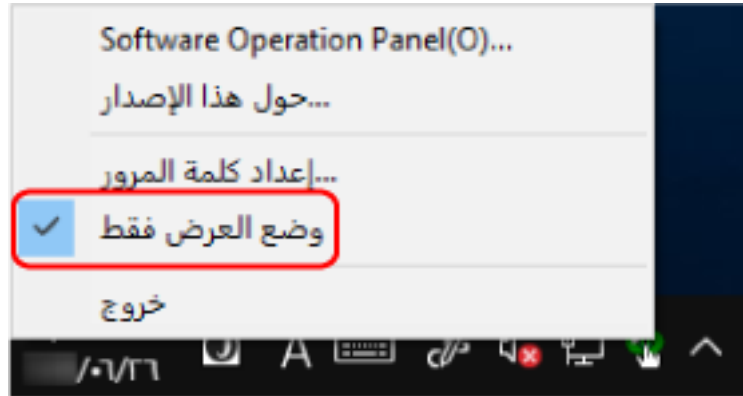 Software Operation Panel(O)...
حول هذا الإصدار...
إعداد كلمة المرور...
وضع العرض فقط
خروج
A
/٠٦/٢٦